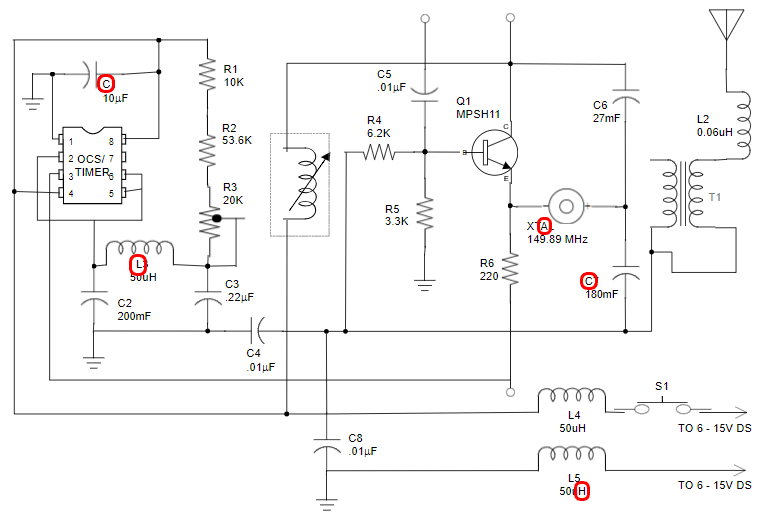 R1
10K
C
10µF
C5
.01µF
Q1
MPSH11
C
B
E
C6
27mF
L2
0.06uH
R4
6.2K
R2
53.6K
1
8
2
OCS/
7
3
TIMER
6
4
5
R3
20K
T1
R5
3.3K
XTAL
149.89 MHz
L3
50uH
R6
220
C
180mF
C3
.22µF
C2
200mF
C4
.01µF
S1
L4
50uH
TO 6 - 15V DS
C8
.01µF
L5
50uH
TO 6 - 15V DS